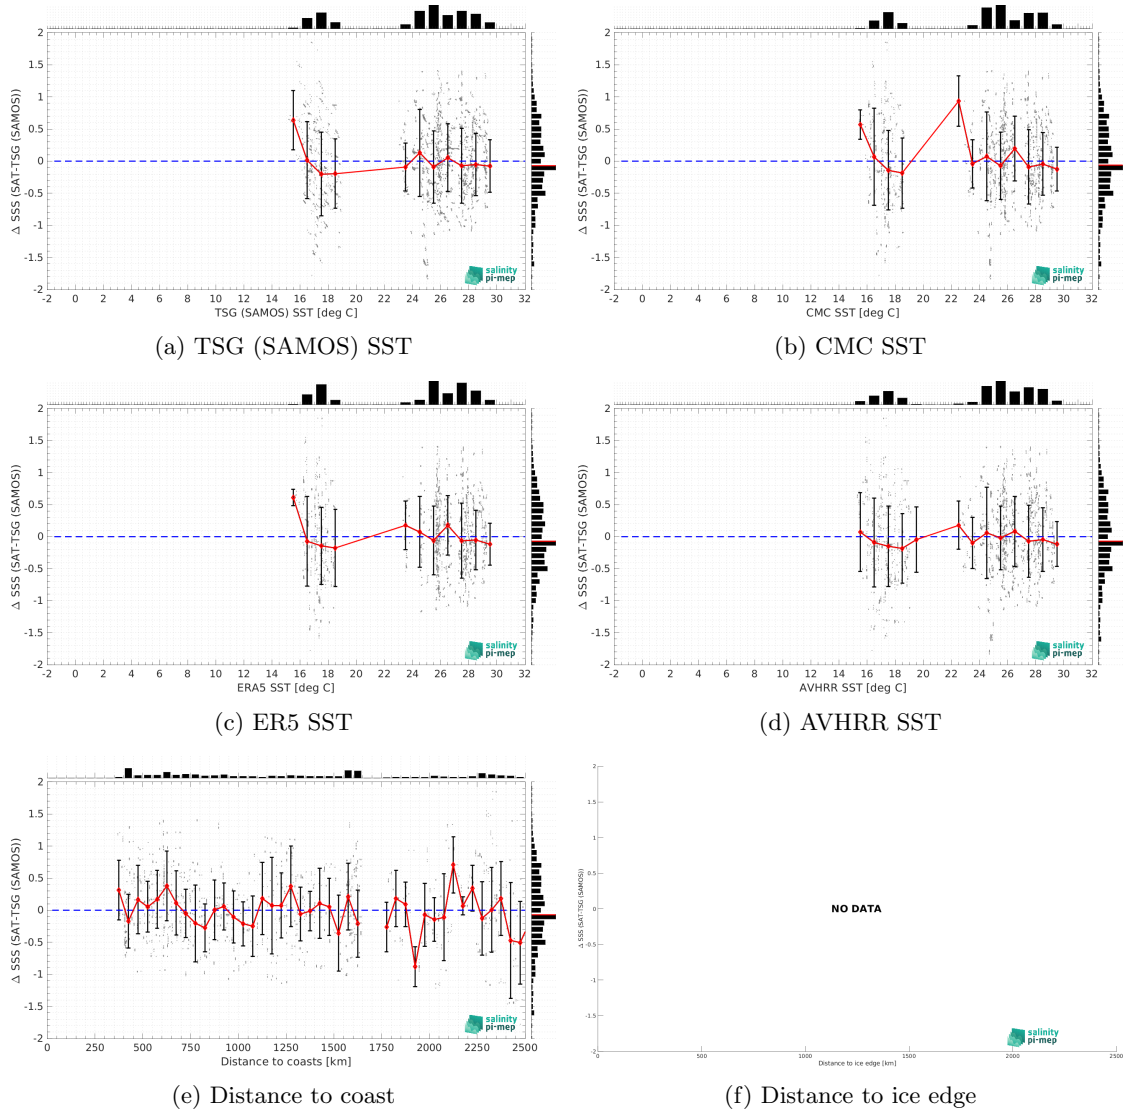 2
1.5
1
0.5
0
-0.5
-1
-1.5
-2
Δ SSS (SAT-TSG (SAMOS))
-2 0 2 4 6 8 10 12 14 16 18 20 22 24 26 28 30 32
TSG (SAMOS) SST [deg C]
salinity
pi-mep
(a) TSG (SAMOS) SST
2
1.5
1
0.5
0
-0.5
-1
-1.5
-2
Δ SSS (SAT-TSG (SAMOS))
-2 0 2 4 6 8 10 12 14 16 18 20 22 24 26 28 30 32
CMC SST [deg C]
salinity
pi-mep
(b) CMC SST
2
1.5
1
0.5
0
-0.5
-1
-1.5
-2
Δ SSS (SAT-TSG (SAMOS))
-2 0 2 4 6 8 10 12 14 16 18 20 22 24 26 28 30 32
ERA5 SST [deg C]
salinity
pi-mep
(c) ER5 SST
2
1.5
1
0.5
0
-0.5
-1
-1.5
-2
Δ SSS (SAT-TSG (SAMOS))
-2 0 2 4 6 8 10 12 14 16 18 20 22 24 26 28 30 32
AVHRR SST [deg C]
salinity
pi-mep
(d) AVHRR SST
2
1.5
1
0.5
0
-0.5
-1
-1.5
-2
Δ SSS (SAT-TSG (SAMOS))
0 250 500 750 1000 1250 1500 1750 2000 2250 2500
Distance to coasts [km]
salinity
pi-mep
(e) Distance to coast
2
1.5
1
0.5
0
-0.5
-1
-1.5
-2
Δ SSS (SAT-TSG (SAMOS))
NO DATA
0 500 1000 1500 2000 2500
Distance to ice edge [km]
salinity
pi-mep
(f) Distance to ice edge